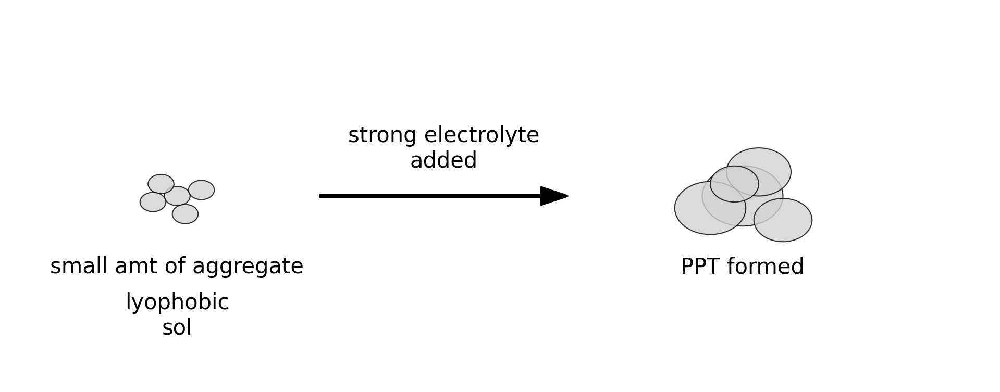 strong electrolyte
added
small amt of aggregate
lyophobic
sol
PPT formed